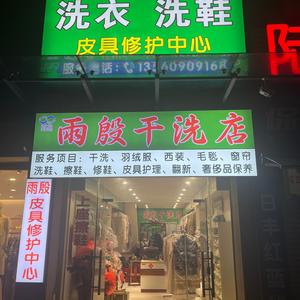 洗衣 洗鞋
皮具修护中心
雨殷干洗店
服务项目：干洗、羽绒服、西装、毛毯、窗帘
洗鞋、擦鞋、修鞋、皮具护理、翻新、奢侈品保养
雨殷
皮具修护中心